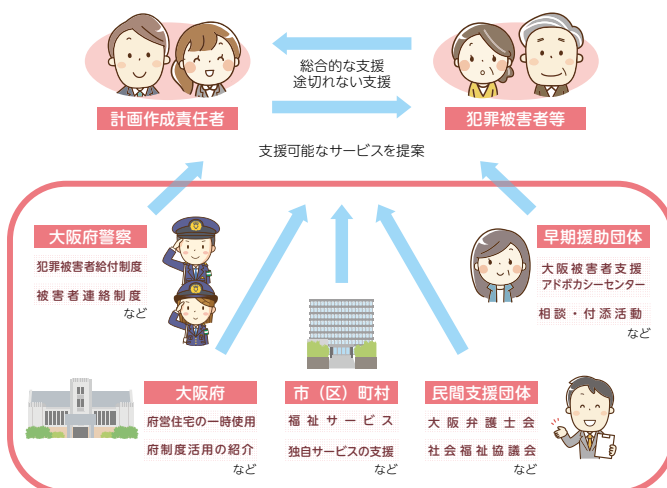 総合的な支援
途切れない支援
計画作成責任者
犯罪被害者等
支援可能なサービスを提案
大阪府警察
犯罪被害者給付制度
被害者連絡制度
など
早期援助団体
大阪被害者支援
アドボカシーセンター
相談・付添活動
など
大阪府
府営住宅の一時使用
府制度活用の紹介
など
市（区）町村
福祉サービス
独自サービスの支援
など
民間支援団体
大阪弁護士会
社会福祉協議会
など